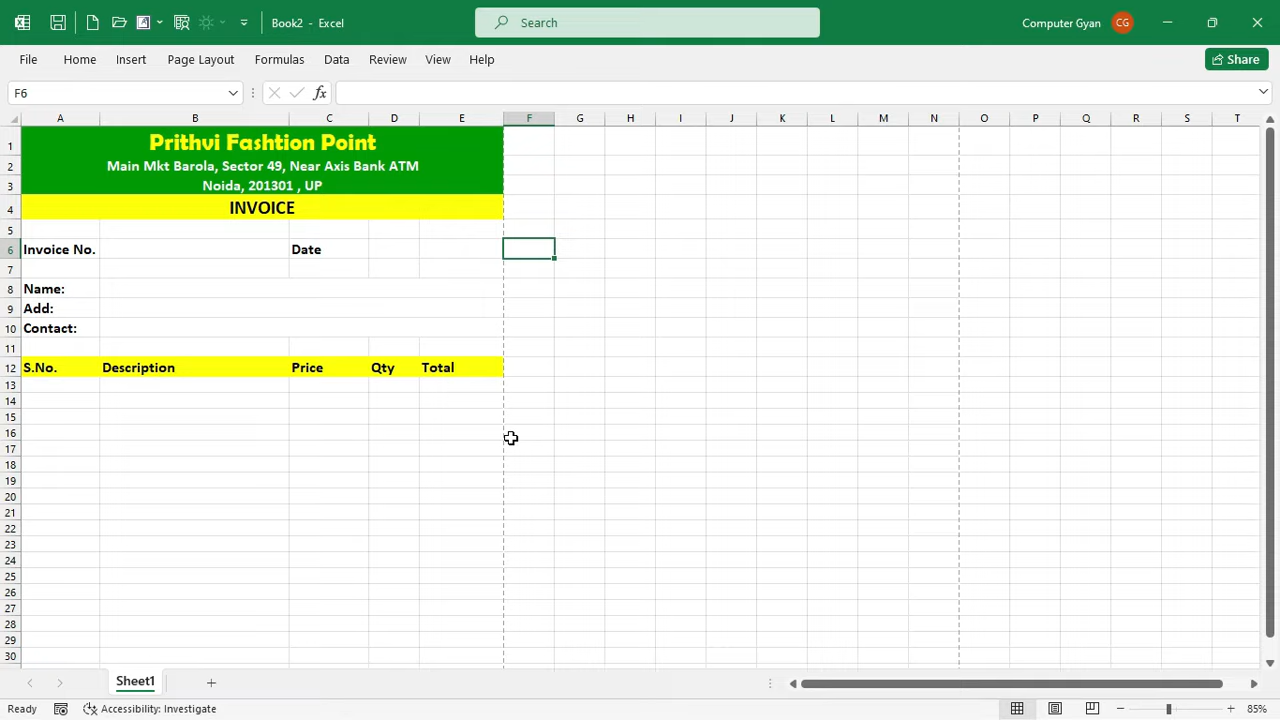 Book2 - Excel
Search
Computer Gyan CG
File Home Insert Page Layout Formulas Data Review View Help Share
F6 fx
A B C D E F G H I J K L M N O P Q R S T
1 Prithvi Fashtion Point
2 Main Mkt Barola, Sector 49, Near Axis Bank ATM
3 Noida, 201301 , UP
4 INVOICE
5
6 Invoice No. Date
7
8 Name:
9 Add:
10 Contact:
11
12 S.No. Description Price Qty Total
13
14
15
16
17
18
19
20
21
22
23
24
25
26
27
28
29
30
Sheet1
Ready Accessibility: Investigate 85%